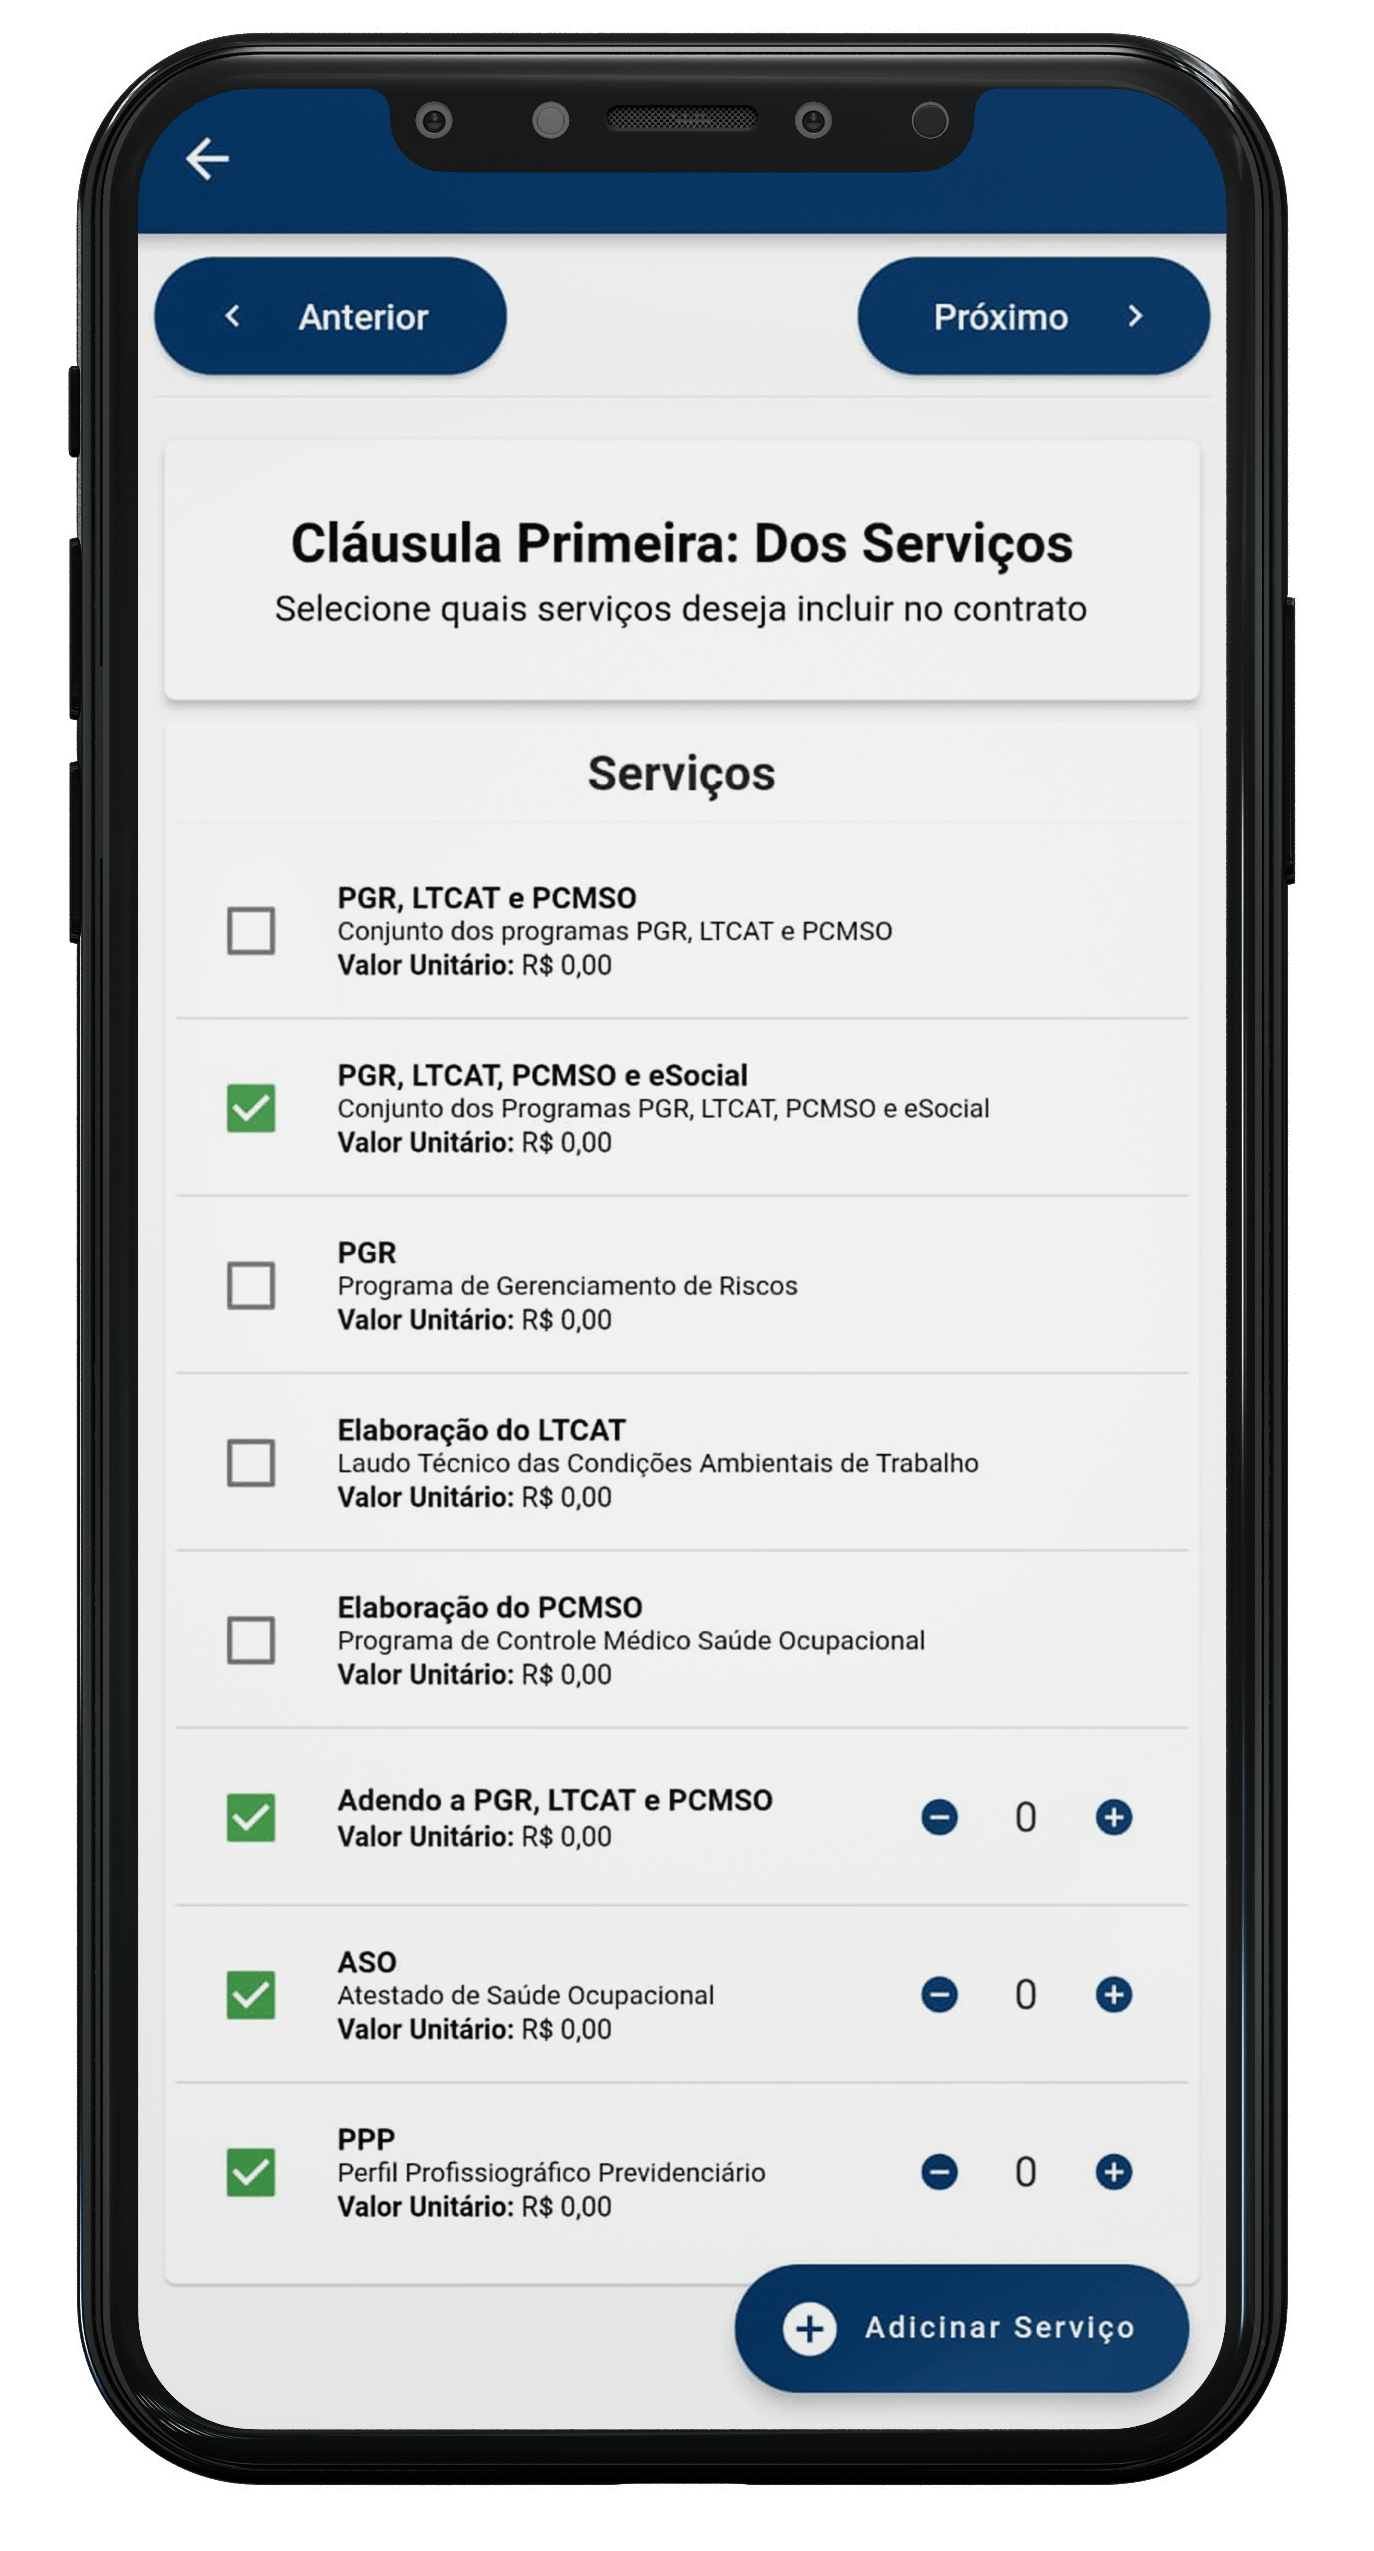 Anterior
Próximo
Cláusula Primeira: Dos Serviços
Selecione quais serviços deseja incluir no contrato
Serviços
PGR, LTCAT e PCMSO
Conjunto dos programas PGR, LTCAT e PCMSO
Valor Unitário: R$ 0,00
PGR, LTCAT, PCMSO e eSocial
Conjunto dos Programas PGR, LTCAT, PCMSO e eSocial
Valor Unitário: R$ 0,00
PGR
Programa de Gerenciamento de Riscos
Valor Unitário: R$ 0,00
Elaboração do LTCAT
Laudo Técnico das Condições Ambientais de Trabalho
Valor Unitário: R$ 0,00
Elaboração do PCMSO
Programa de Controle Médico Saúde Ocupacional
Valor Unitário: R$ 0,00
Adendo a PGR, LTCAT e PCMSO
Valor Unitário: R$ 0,00
0
ASO
Atestado de Saúde Ocupacional
Valor Unitário: R$ 0,00
0
PPP
Perfil Profissiográfico Previdenciário
Valor Unitário: R$ 0,00
0
Adicinar Serviço